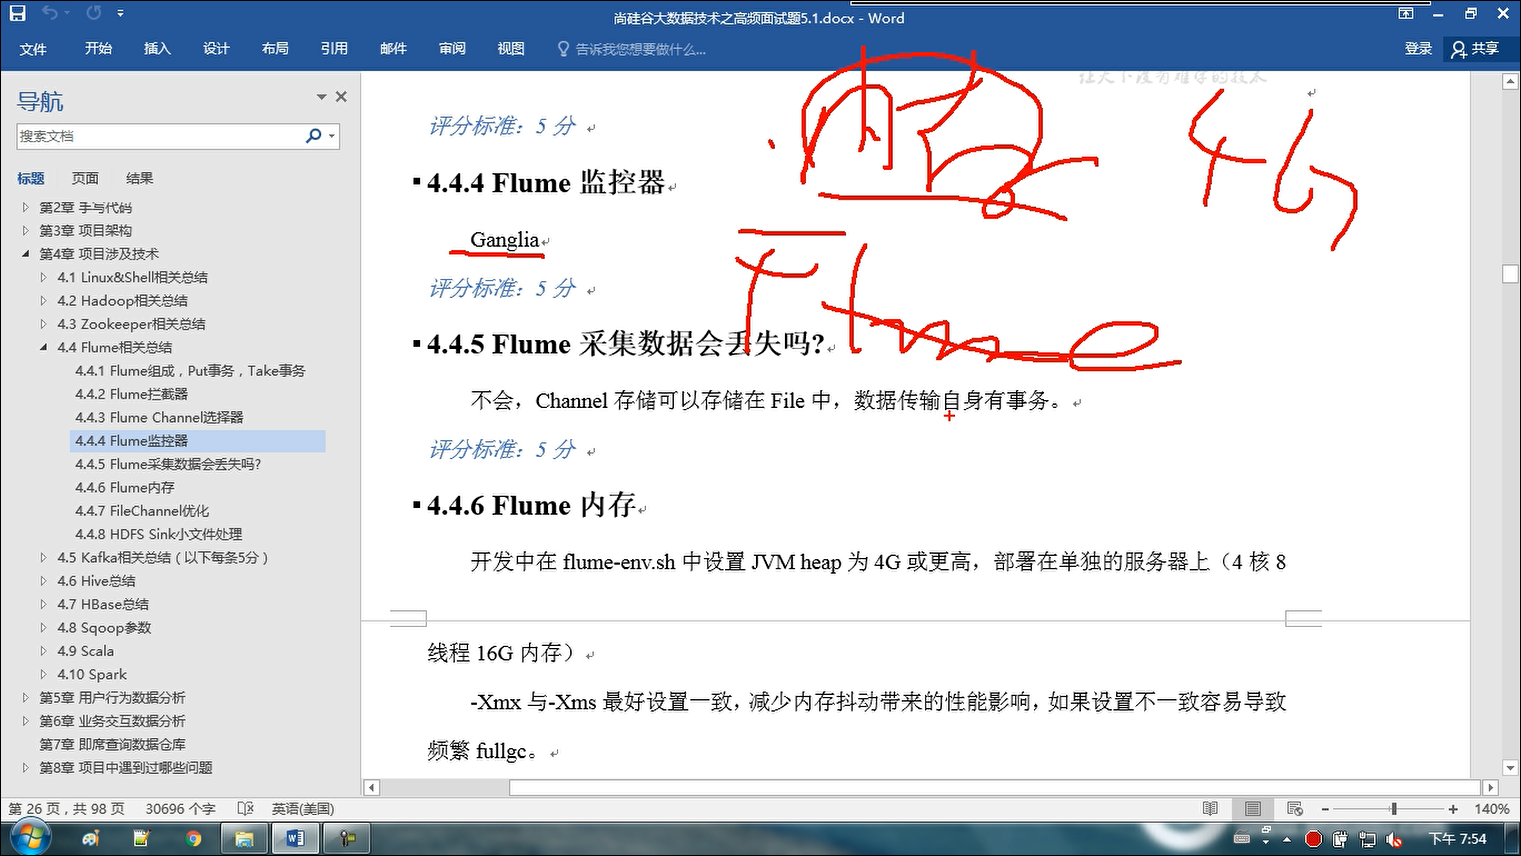 尚硅谷大数据技术之高频面试题5.1.docx - Word
文件 开始 插入 设计 布局 引用 邮件 审阅 视图 告诉我您想要做什么... 登录 共享
导航
搜索文档
标题 页面 结果
第2章 手写代码
第3章 项目架构
第4章 项目涉及技术
4.1 Linux&Shell相关总结
4.2 Hadoop相关总结
4.3 Zookeeper相关总结
4.4 Flume相关总结
4.4.1 Flume组成，Put事务，Take事务
4.4.2 Flume拦截器
4.4.3 Flume Channel选择器
4.4.4 Flume监控器
4.4.5 Flume采集数据会丢失吗?
4.4.6 Flume内存
4.4.7 FileChannel优化
4.4.8 HDFS Sink小文件处理
4.5 Kafka相关总结（以下每条5分）
4.6 Hive总结
4.7 HBase总结
4.8 Sqoop参数
4.9 Scala
4.10 Spark
第5章 用户行为数据分析
第6章 业务交互数据分析
第7章 即席查询数据仓库
第8章 项目中遇到过哪些问题
让天下没有难学的技术
评分标准：5 分
4.4.4 Flume 监控器
Ganglia
Flume
评分标准：5 分
4.4.5 Flume 采集数据会丢失吗?
不会，Channel 存储可以存储在 File 中，数据传输自身有事务。
评分标准：5 分
4.4.6 Flume 内存
开发中在 flume-env.sh 中设置 JVM heap 为 4G 或更高，部署在单独的服务器上（4 核 8
线程 16G 内存）
-Xmx 与-Xms 最好设置一致，减少内存抖动带来的性能影响，如果设置不一致容易导致
频繁 fullgc。
第 26 页，共 98 页 30696 个字 英语(美国) 140%
下午 7:54